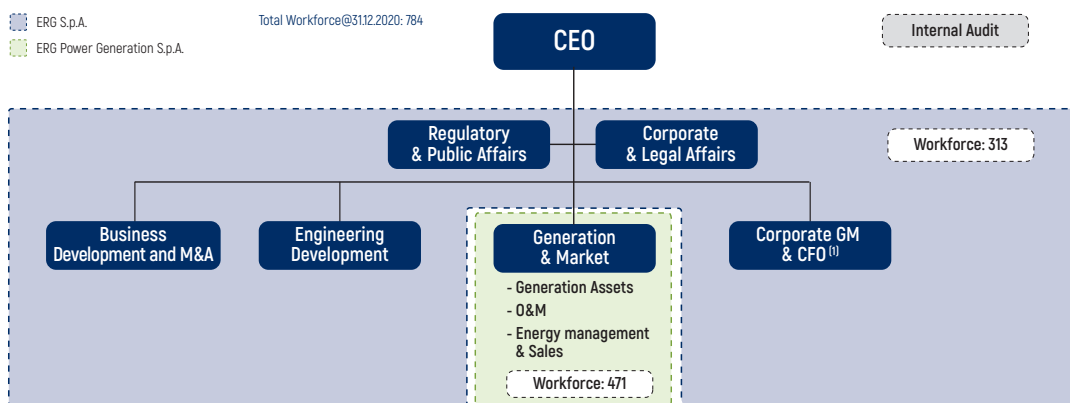 ERG S.p.A.
Total Workforce@31.12.2020: 784
ERG Power Generation S.p.A.
CEO
Internal Audit
Regulatory
& Public Affairs
Corporate
& Legal Affairs
Workforce: 313
Business
Development and M&A
Engineering
Development
Generation
& Market
Corporate GM
& CFO (1)
- Generation Assets
- O&M
- Energy management
& Sales
Workforce: 471